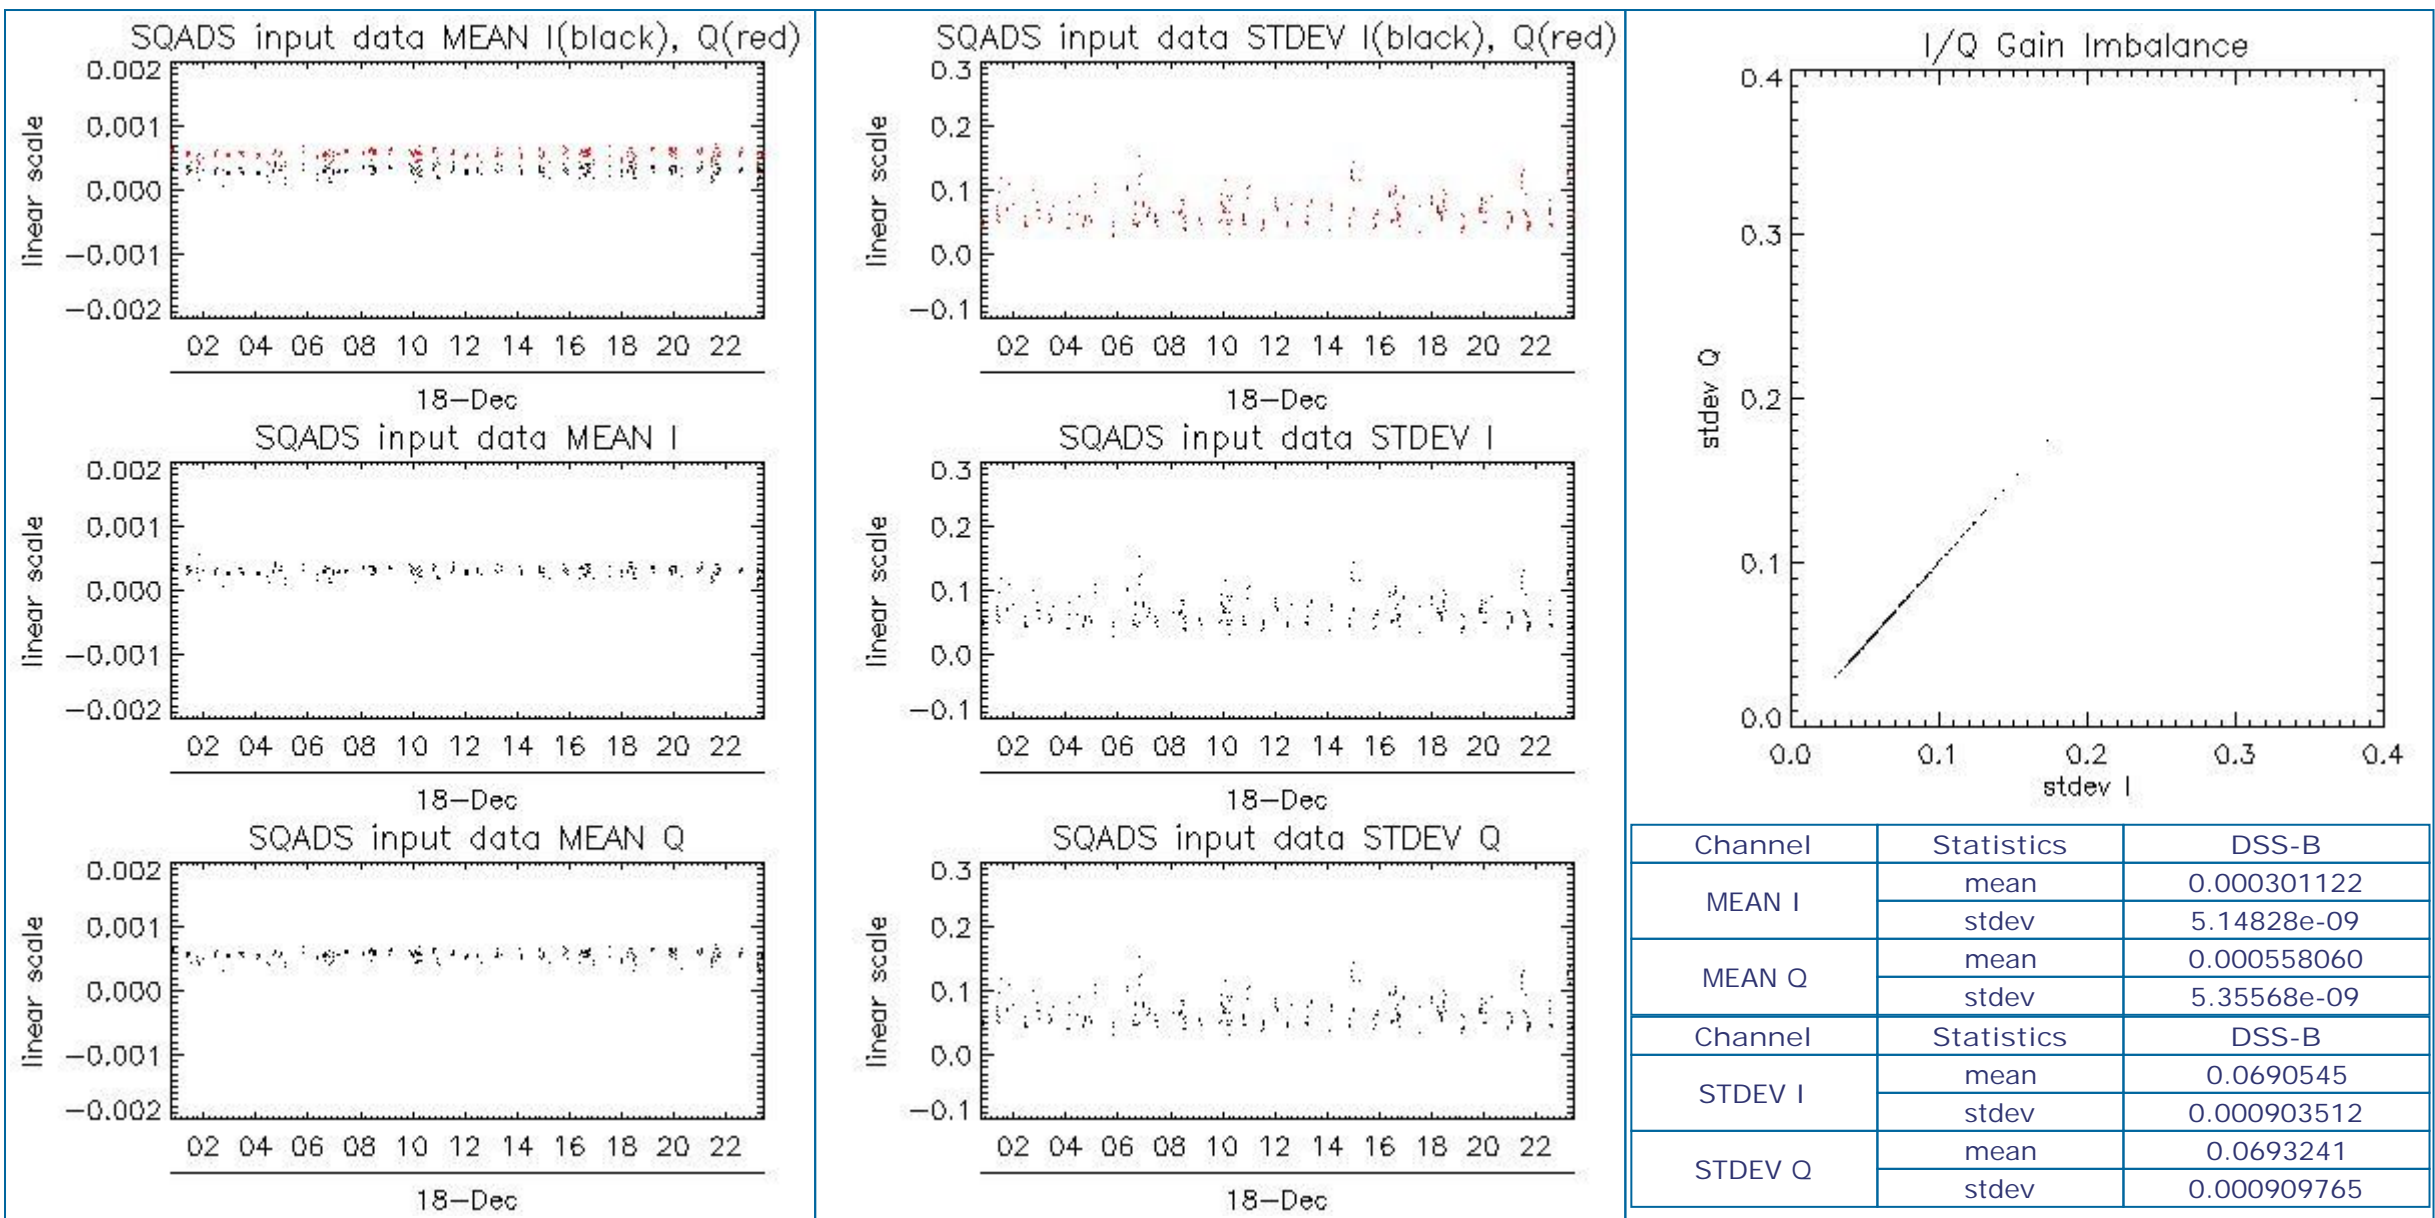 SQADS input data MEAN I(black), Q(red)
linear scale
0.002
0.001
0.000
−0.001
−0.002
02 04 06 08 10 12 14 16 18 20 22
18−Dec
SQADS input data MEAN I
linear scale
0.002
0.001
0.000
−0.001
−0.002
02 04 06 08 10 12 14 16 18 20 22
18−Dec
SQADS input data MEAN Q
linear scale
0.002
0.001
0.000
−0.001
−0.002
02 04 06 08 10 12 14 16 18 20 22
18−Dec
SQADS input data STDEV I(black), Q(red)
linear scale
0.3
0.2
0.1
0.0
−0.1
02 04 06 08 10 12 14 16 18 20 22
18−Dec
SQADS input data STDEV I
linear scale
0.3
0.2
0.1
0.0
−0.1
02 04 06 08 10 12 14 16 18 20 22
18−Dec
SQADS input data STDEV Q
linear scale
0.3
0.2
0.1
0.0
−0.1
02 04 06 08 10 12 14 16 18 20 22
18−Dec
I/Q Gain Imbalance
stdev Q
0.4
0.3
0.2
0.1
0.0
0.0 0.1 0.2 0.3 0.4
stdev I
Channel Statistics DSS-B
MEAN I mean 0.000301122
stdev 5.14828e-09
MEAN Q mean 0.000558060
stdev 5.35568e-09
Channel Statistics DSS-B
STDEV I mean 0.0690545
stdev 0.000903512
STDEV Q mean 0.0693241
stdev 0.000909765